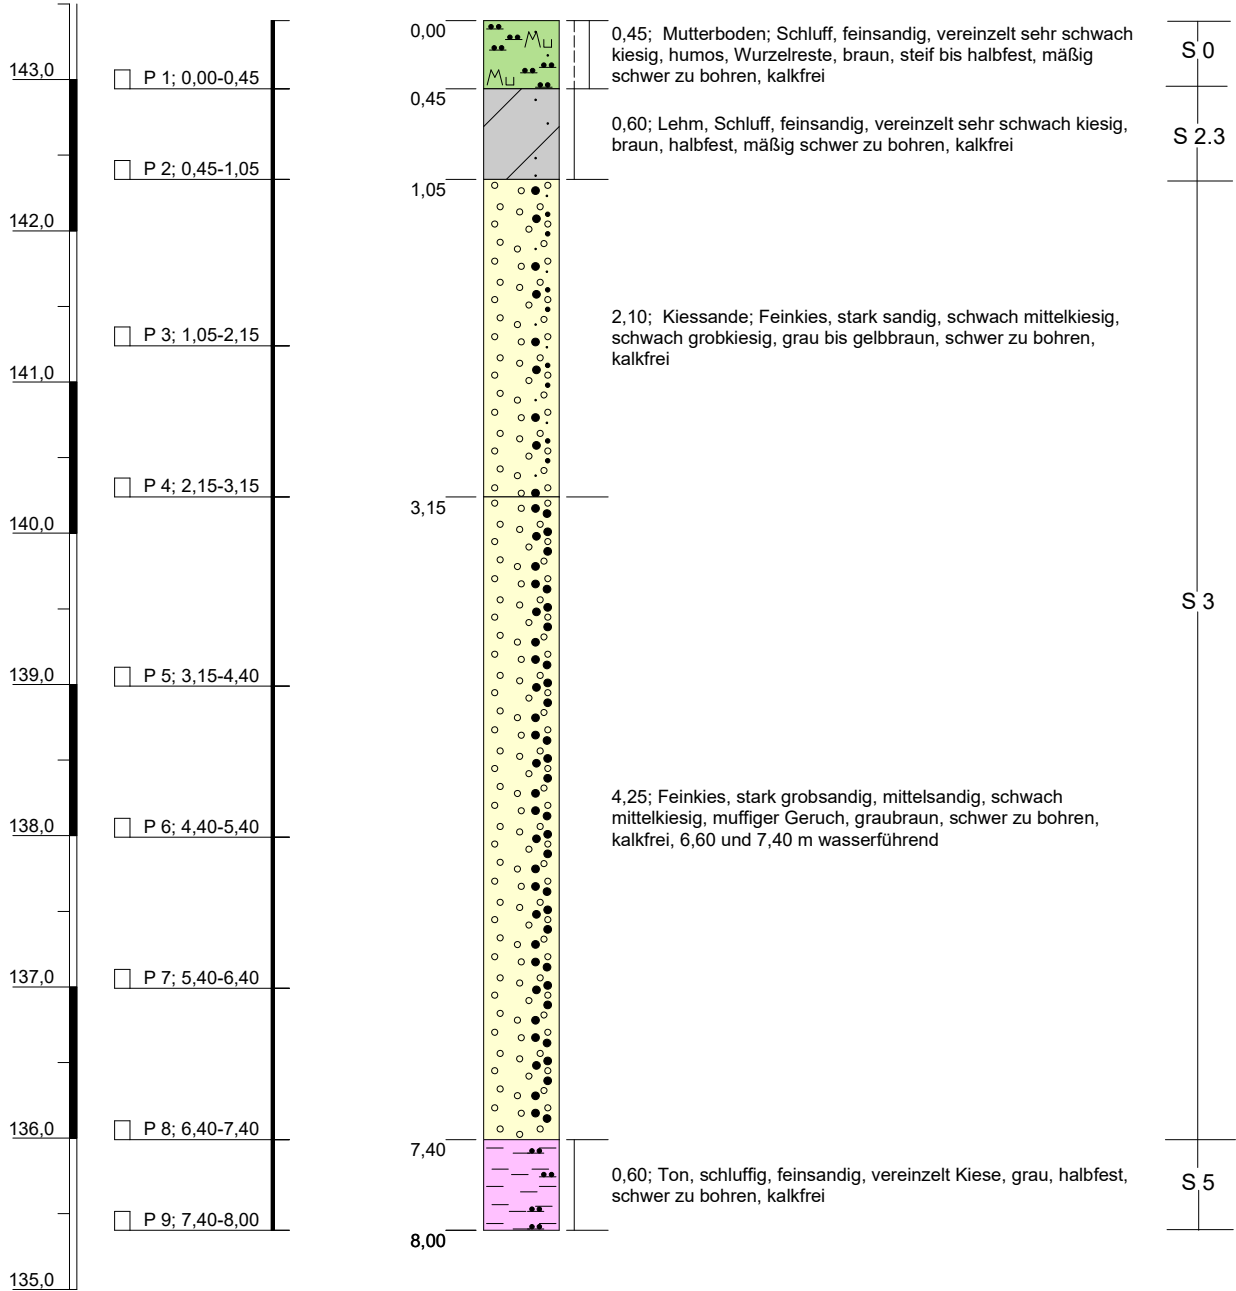 0,00
0,45; Mutterboden; Schluff, feinsandig, vereinzelt sehr schwach
kiesig, humos, Wurzelreste, braun, steif bis halbfest, mäßig
schwer zu bohren, kalkfrei
S 0
143,0
P 1; 0,00-0,45
0,45
0,60; Lehm, Schluff, feinsandig, vereinzelt sehr schwach kiesig,
braun, halbfest, mäßig schwer zu bohren, kalkfrei
S 2.3
P 2; 0,45-1,05
1,05
142,0
P 3; 1,05-2,15
2,10; Kiessande; Feinkies, stark sandig, schwach mittelkiesig,
schwach grobkiesig, grau bis gelbbraun, schwer zu bohren,
kalkfrei
141,0
P 4; 2,15-3,15
3,15
140,0
S 3
139,0
P 5; 3,15-4,40
4,25; Feinkies, stark grobsandig, mittelsandig, schwach
mittelkiesig, muffiger Geruch, graubraun, schwer zu bohren,
kalkfrei, 6,60 und 7,40 m wasserführend
138,0
P 6; 4,40-5,40
137,0
P 7; 5,40-6,40
136,0
P 8; 6,40-7,40
7,40
0,60; Ton, schluffig, feinsandig, vereinzelt Kiese, grau, halbfest,
schwer zu bohren, kalkfrei
S 5
P 9; 7,40-8,00
8,00
135,0